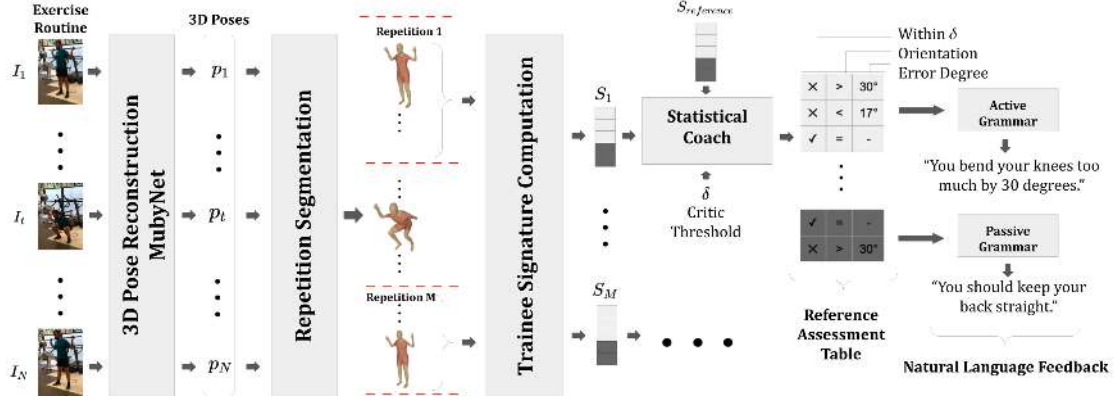 Exercise
Routine
3D Poses
I_1
I_t
I_N
3D Pose Reconstruction
MubyNet
p_1
p_t
p_N
Repetition Segmentation
Repetition 1
Repetition M
Trainee Signature Computation
S_1
S_M
S_reference
Statistical
Coach
δ
Critic
Threshold
Within δ
Orientation
Error Degree
✕ > 30°
✕ < 17°
✓ = -
✓ = -
✕ > 30°
Reference
Assessment
Table
Active
Grammar
“You bend your knees too
much by 30 degrees.”
Passive
Grammar
“You should keep your
back straight.”
Natural Language Feedback